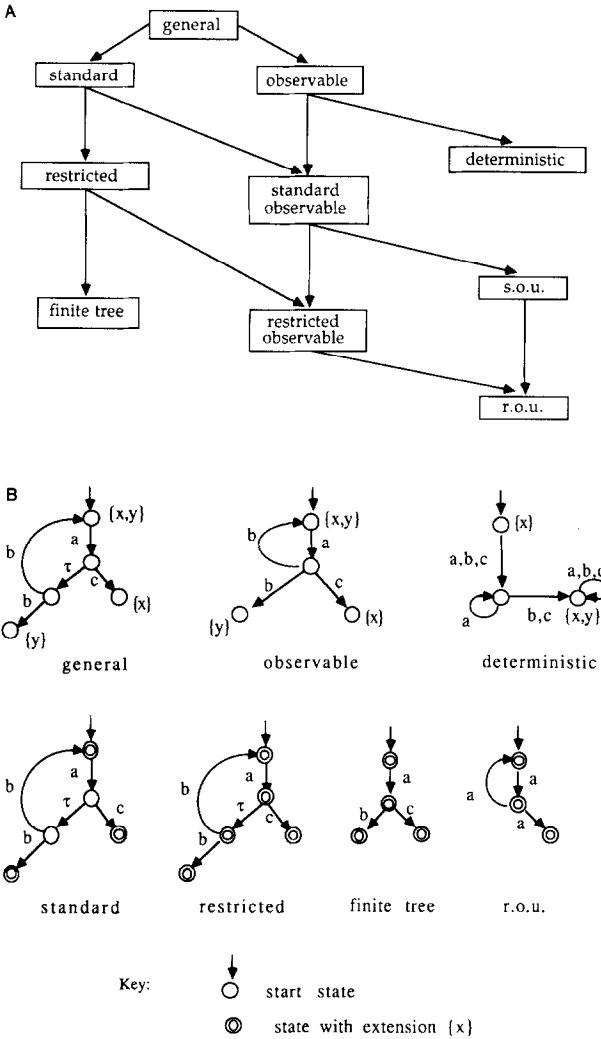 A
general
standard
observable
restricted
standard
observable
deterministic
finite tree
restricted
observable
s.o.u.
r.o.u.
B
{x,y}
b
a
τ
c
b
{x}
{y}
general
{x,y}
b
a
b
c
{y}
{x}
observable
{x}
a,b,c
a,b,c
a
b,c
{x,y}
deterministic
b
a
τ
c
b
standard
b
a
τ
c
b
restricted
a
b
c
finite tree
a
a
a
r.o.u.
Key:
start state
state with extension {x}